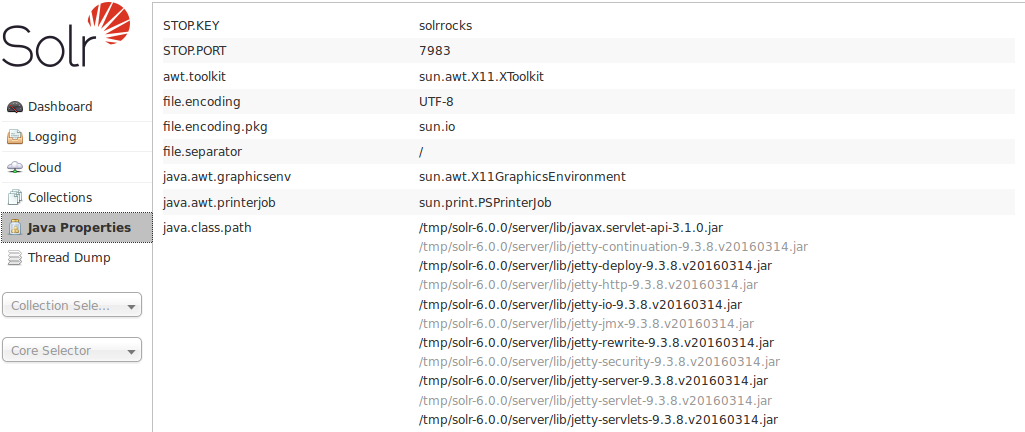 Solr
Dashboard
Logging
Cloud
Collections
Java Properties
Thread Dump
Collection Sele...
Core Selector
STOP.KEY solrrocks
STOP.PORT 7983
awt.toolkit sun.awt.X11.XToolkit
file.encoding UTF-8
file.encoding.pkg sun.io
file.separator /
java.awt.graphicsenv sun.awt.X11GraphicsEnvironment
java.awt.printerjob sun.print.PSPrinterJob
java.class.path /tmp/solr-6.0.0/server/lib/javax.servlet-api-3.1.0.jar
/tmp/solr-6.0.0/server/lib/jetty-continuation-9.3.8.v20160314.jar
/tmp/solr-6.0.0/server/lib/jetty-deploy-9.3.8.v20160314.jar
/tmp/solr-6.0.0/server/lib/jetty-http-9.3.8.v20160314.jar
/tmp/solr-6.0.0/server/lib/jetty-io-9.3.8.v20160314.jar
/tmp/solr-6.0.0/server/lib/jetty-jmx-9.3.8.v20160314.jar
/tmp/solr-6.0.0/server/lib/jetty-rewrite-9.3.8.v20160314.jar
/tmp/solr-6.0.0/server/lib/jetty-security-9.3.8.v20160314.jar
/tmp/solr-6.0.0/server/lib/jetty-server-9.3.8.v20160314.jar
/tmp/solr-6.0.0/server/lib/jetty-servlet-9.3.8.v20160314.jar
/tmp/solr-6.0.0/server/lib/jetty-servlets-9.3.8.v20160314.jar